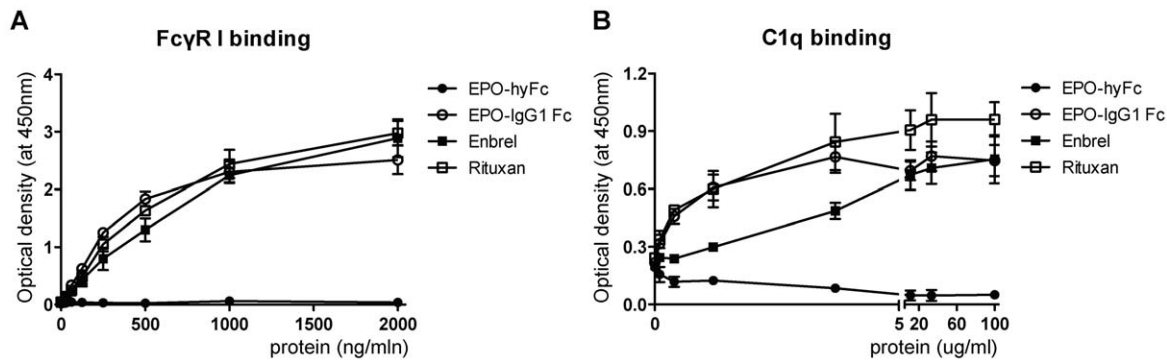 A
FcγR I binding
Optical density (at 450nm)
4
3
2
1
0
0 500 1000 1500 2000
protein (ng/mln)
EPO-hyFc
EPO-IgG1 Fc
Enbrel
Rituxan
B
C1q binding
Optical density (at 450nm)
1.2
0.9
0.6
0.3
0.0
0 5 20 60 100
protein (ug/ml)
EPO-hyFc
EPO-IgG1 Fc
Enbrel
Rituxan